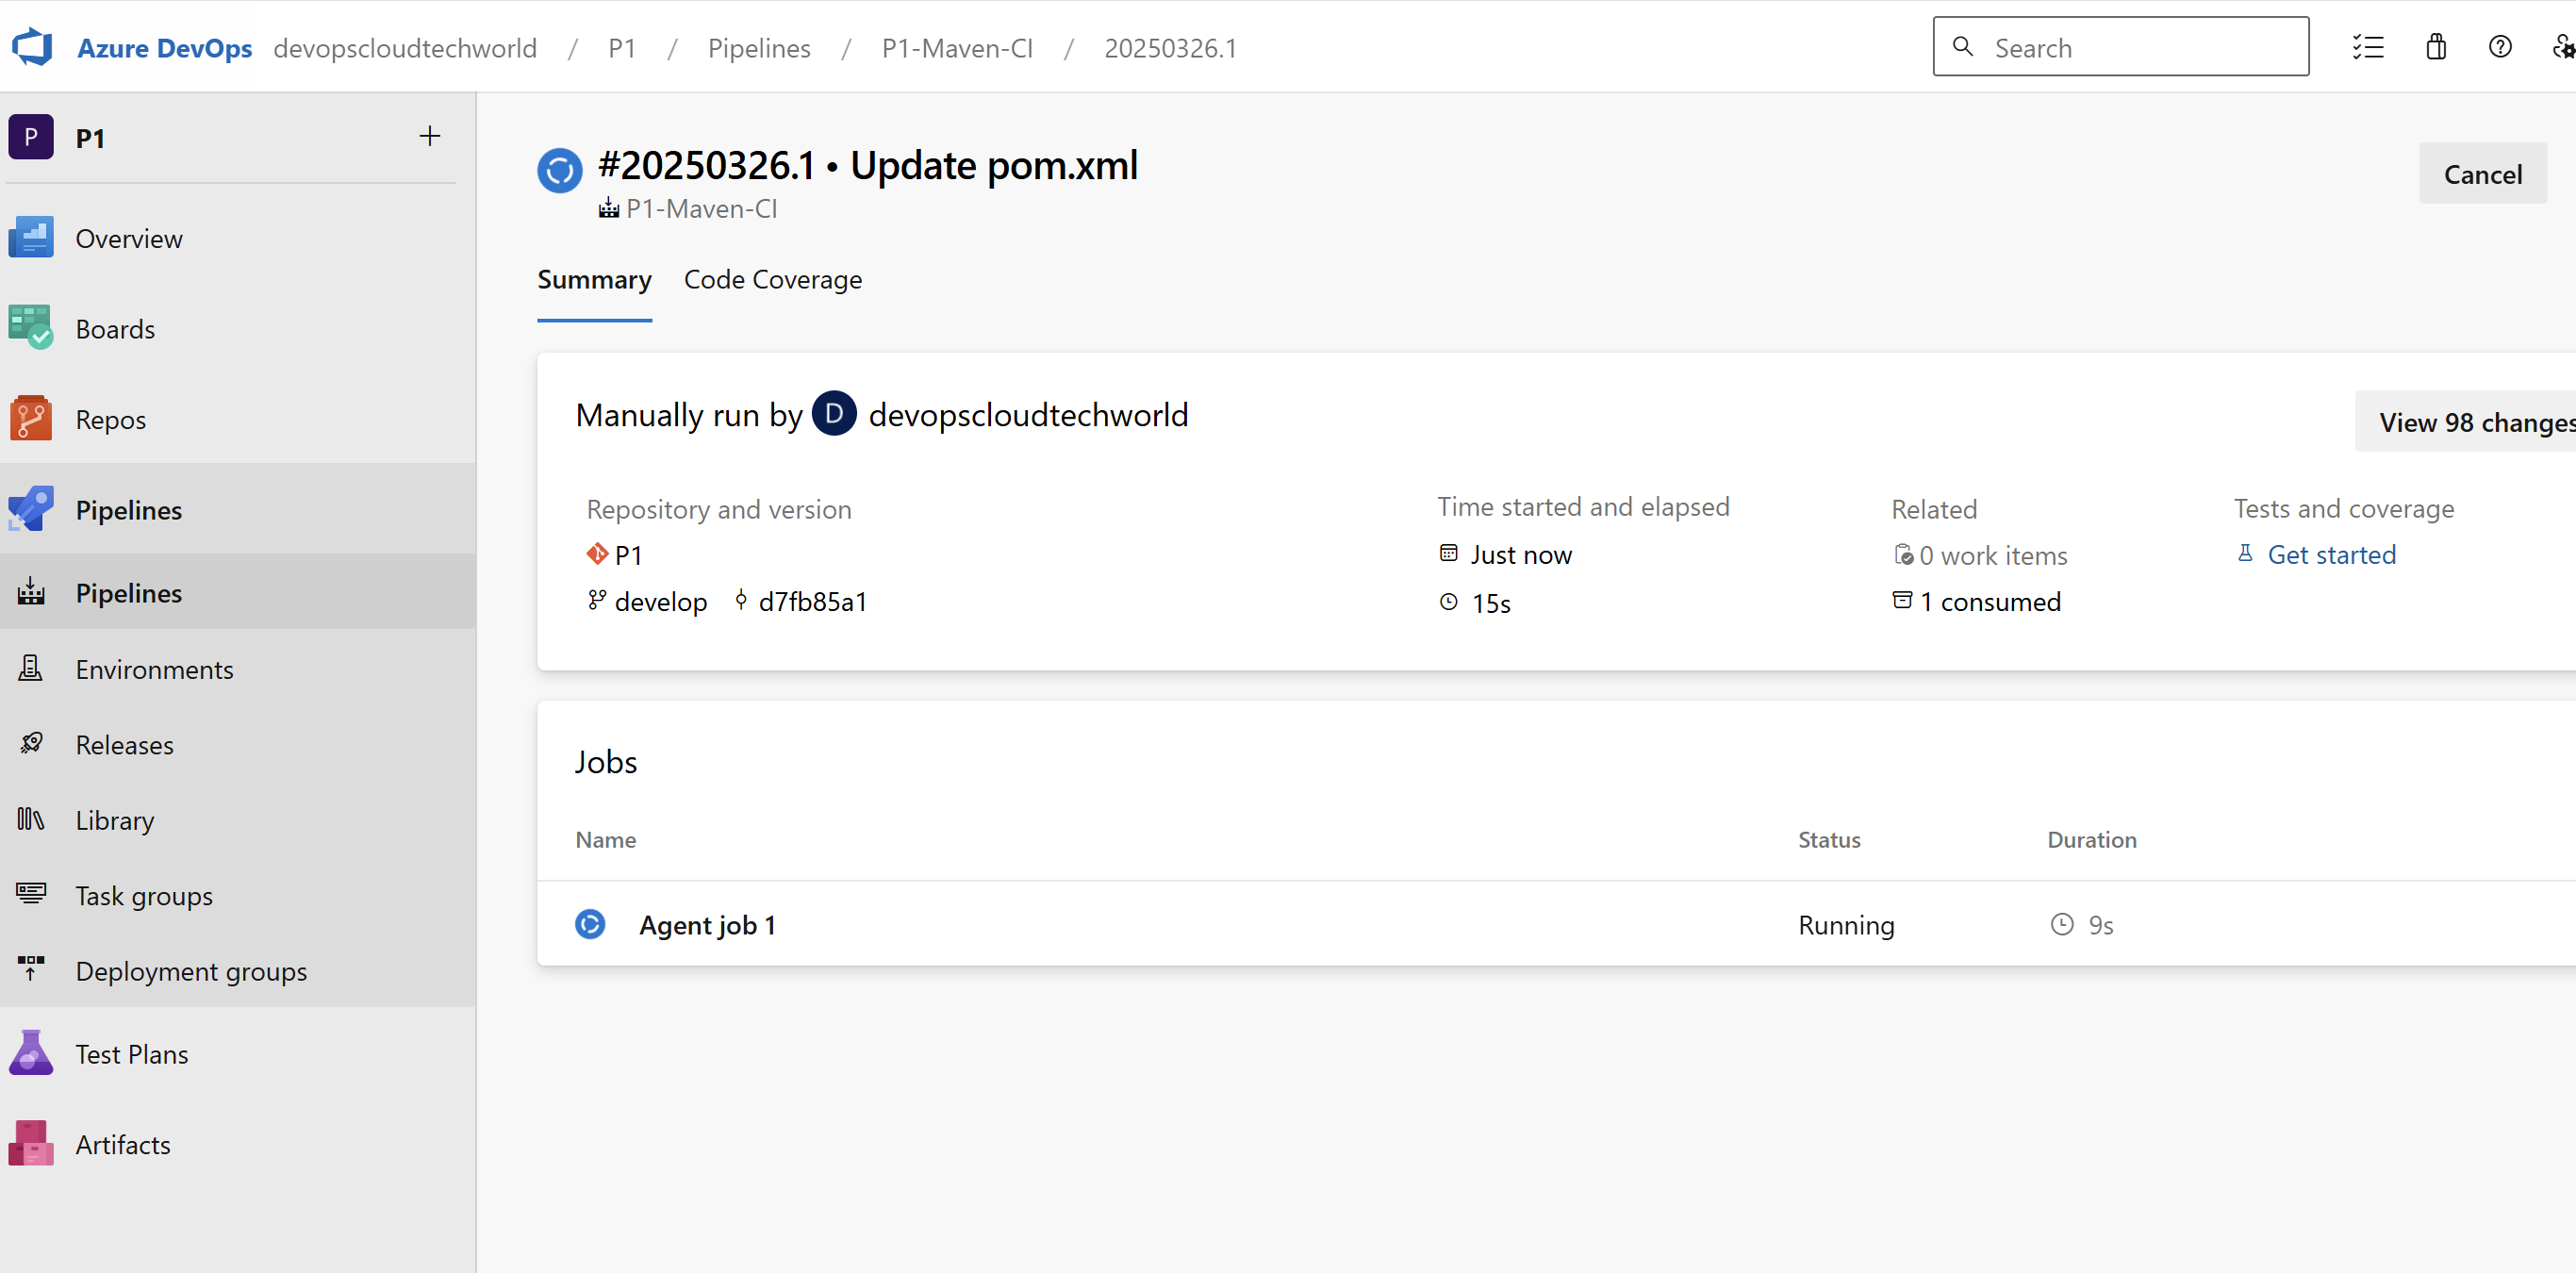 Azure DevOps devopscloudtechworld / P1 / Pipelines / P1-Maven-CI / 20250326.1
Search
P P1 +
Overview
Boards
Repos
Pipelines
Pipelines
Environments
Releases
Library
Task groups
Deployment groups
Test Plans
Artifacts
#20250326.1 • Update pom.xml
P1-Maven-CI
Cancel
Summary Code Coverage
Manually run by D devopscloudtechworld
View 98 changes
Repository and version
P1
develop d7fb85a1
Time started and elapsed
Just now
15s
Related
0 work items
1 consumed
Tests and coverage
Get started
Jobs
Name Status Duration
Agent job 1 Running 9s